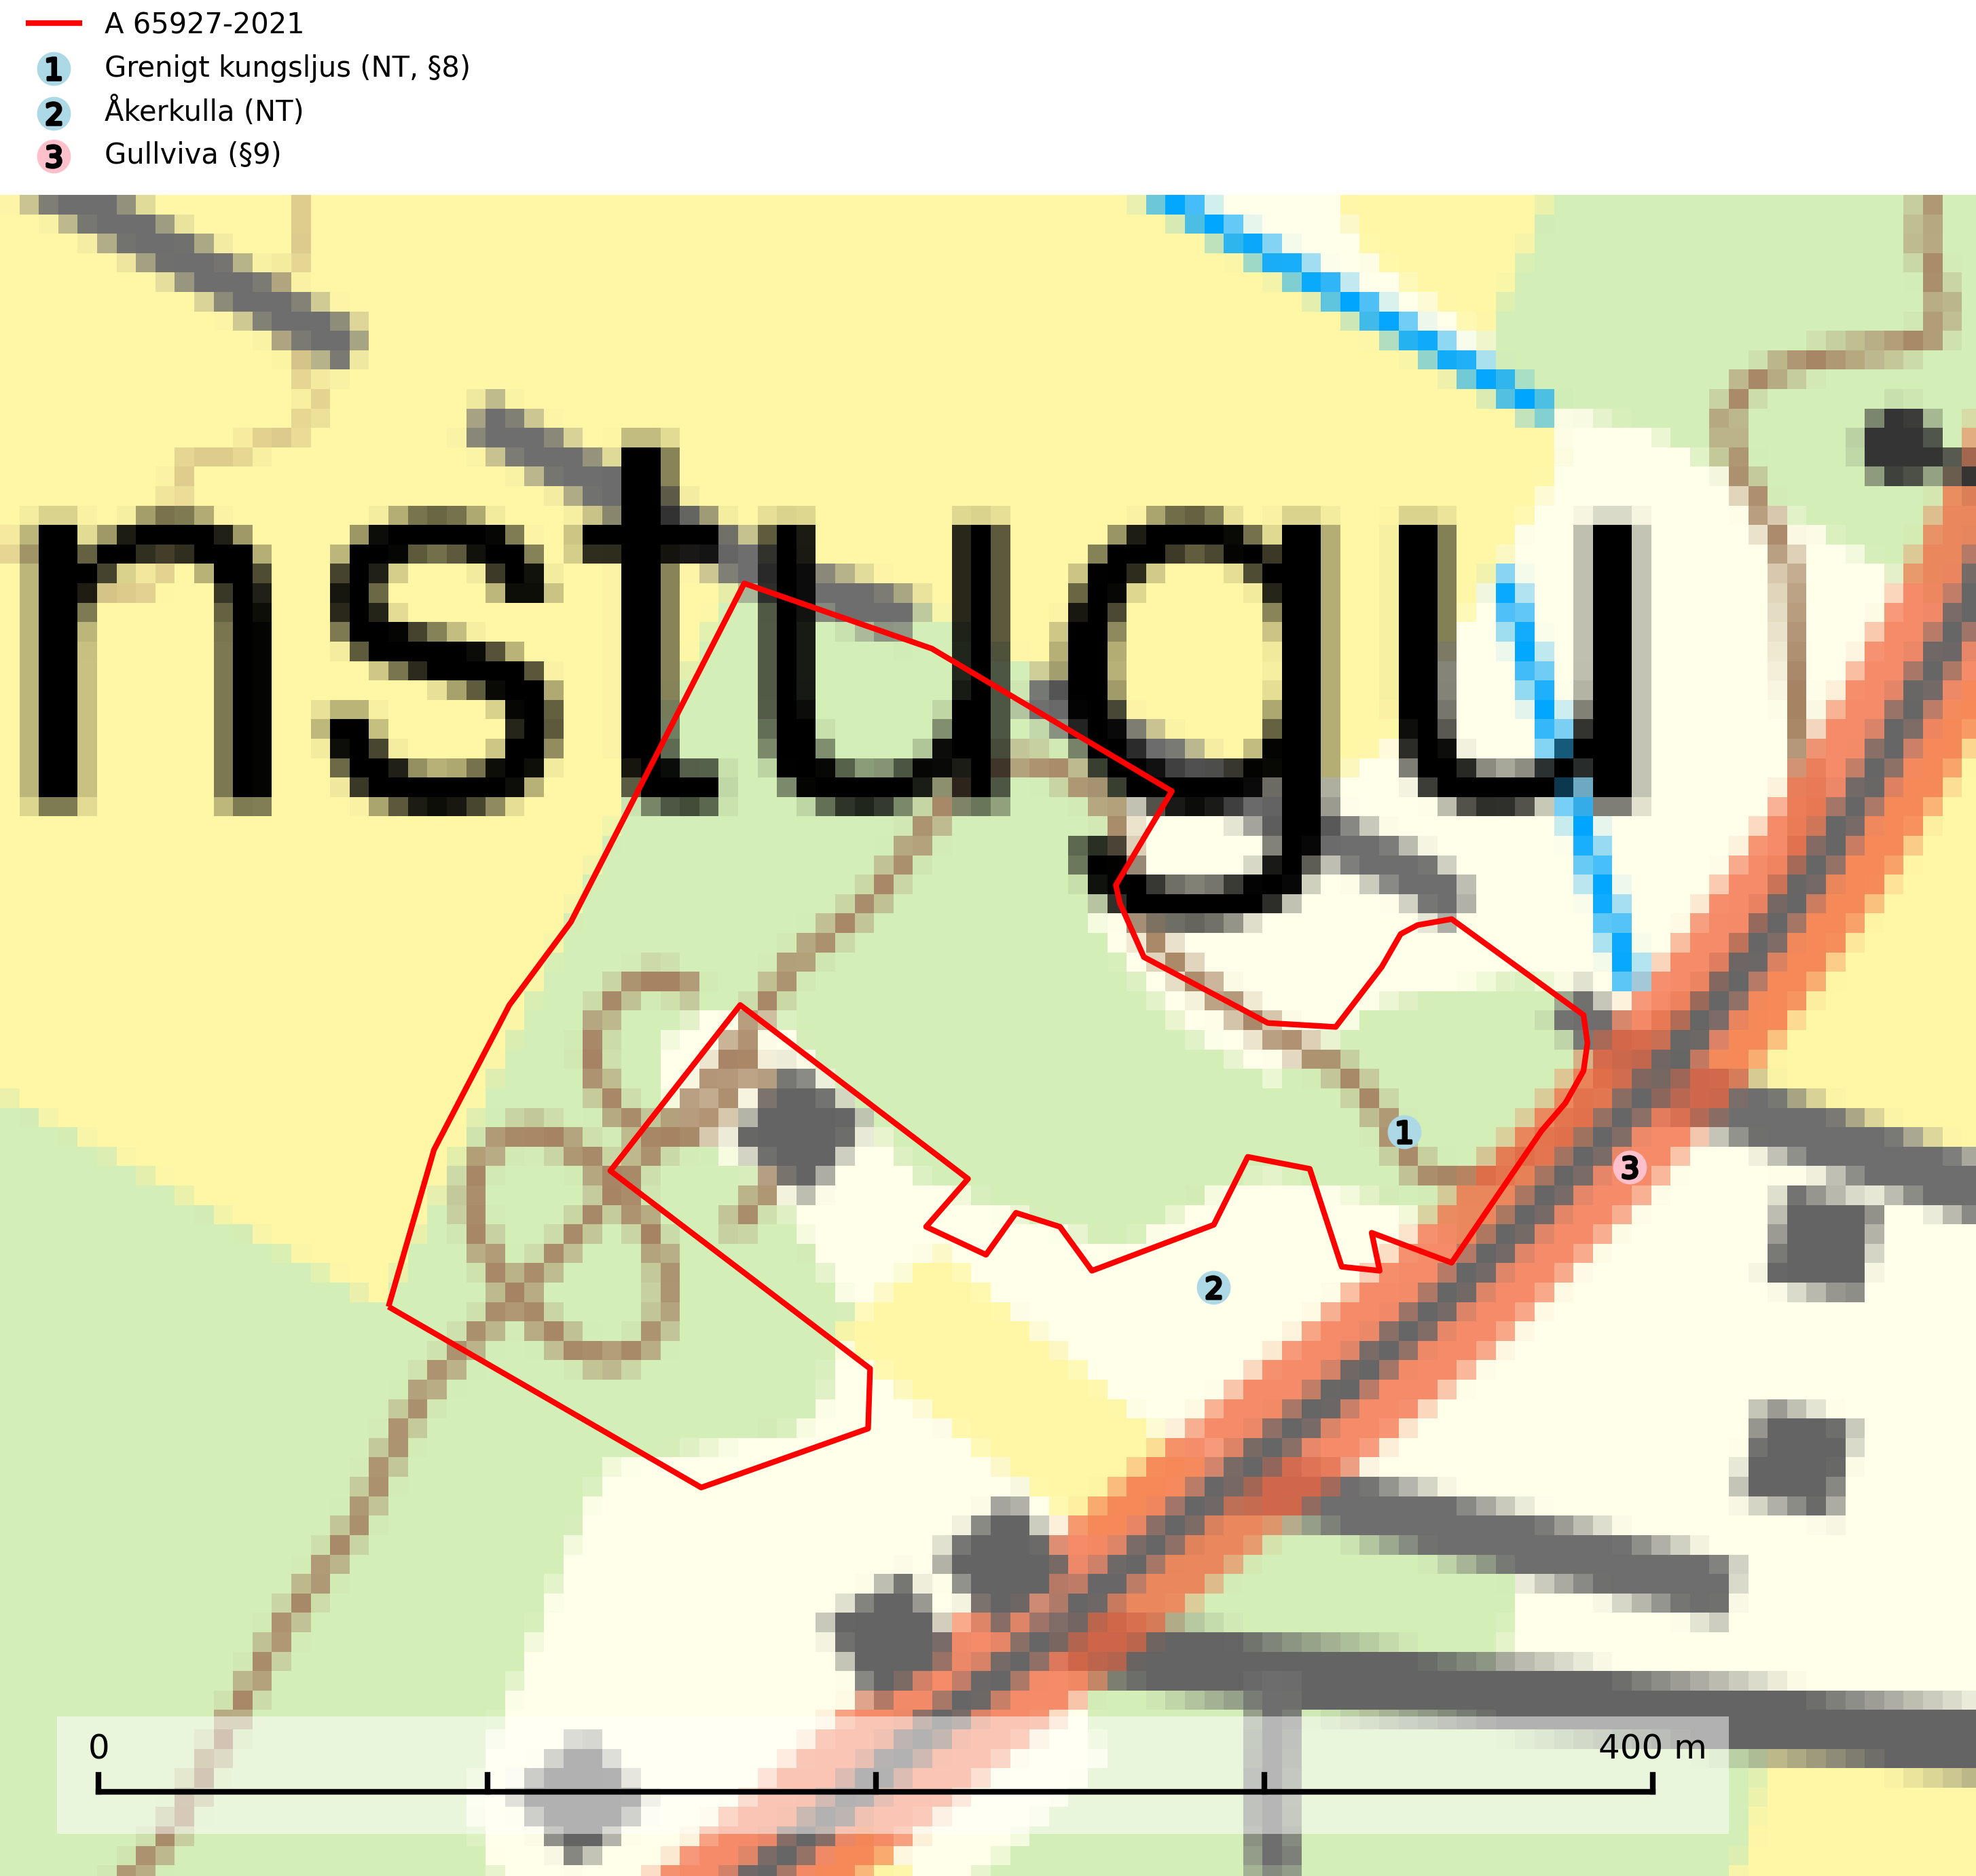 A 65927-2021
1 Grenigt kungsljus (NT, §8)
2 Åkerkulla (NT)
3 Gullviva (§9)
nstugu
1
3
2
0 400 m